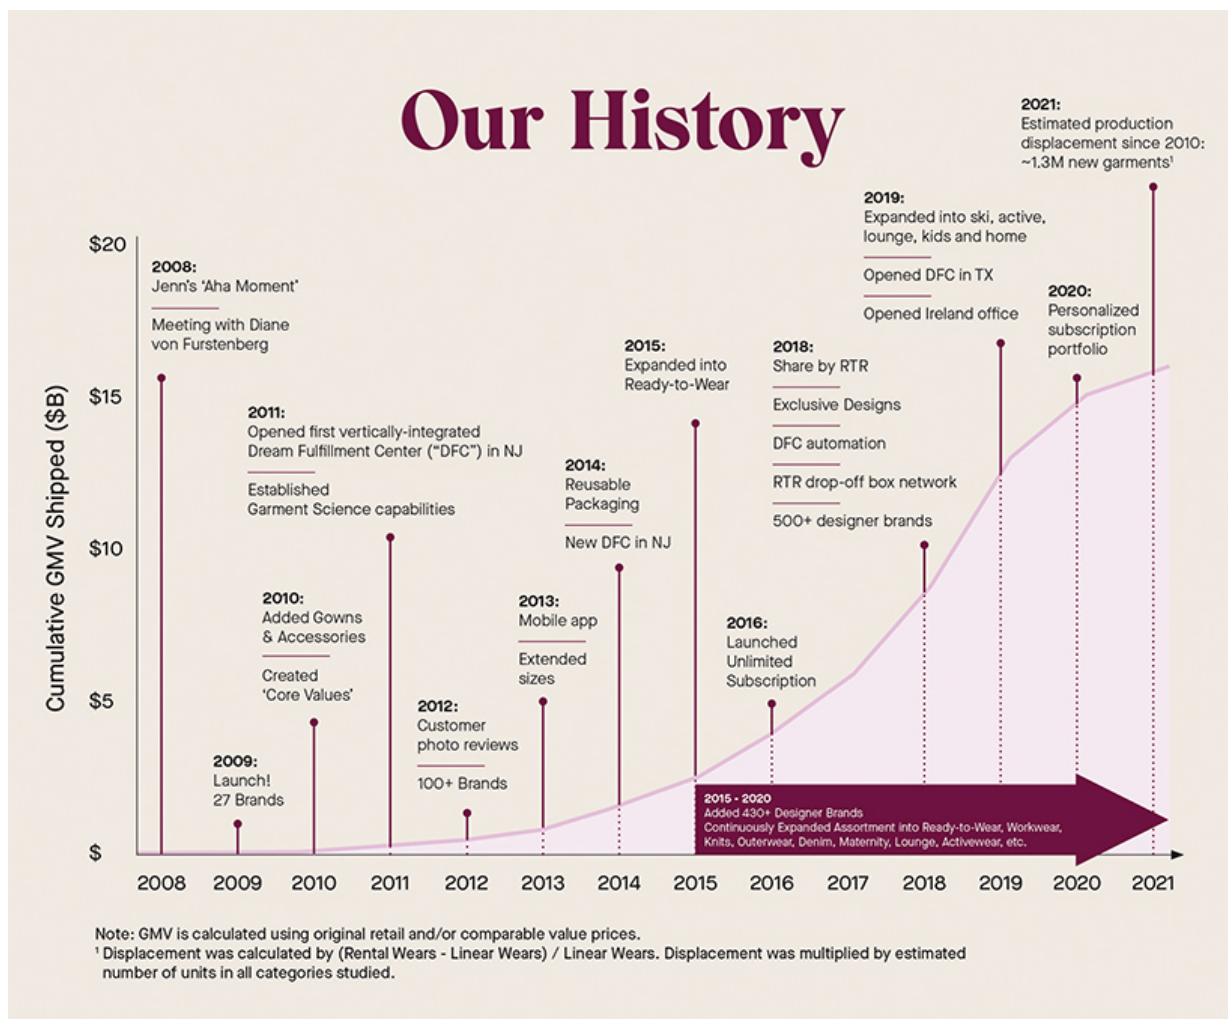 Our History
2021:
Estimated production
displacement since 2010:
~1.3M new garments¹
2019:
Expanded into ski, active,
lounge, kids and home
Opened DFC in TX
Opened Ireland office
$20
2008:
Jenn's 'Aha Moment'
Meeting with Diane
von Furstenberg
2020:
Personalized
subscription
portfolio
2015:
Expanded into
Ready-to-Wear
2018:
Share by RTR
Exclusive Designs
DFC automation
RTR drop-off box network
500+ designer brands
$15
2011:
Opened first vertically-integrated
Dream Fulfillment Center ("DFC") in NJ
Established
Garment Science capabilities
2014:
Reusable
Packaging
New DFC in NJ
Cumulative GMV Shipped ($B)
$10
2010:
Added Gowns
& Accessories
Created
'Core Values'
2013:
Mobile app
Extended
sizes
2016:
Launched
Unlimited
Subscription
$5
2012:
Customer
photo reviews
100+ Brands
2009:
Launch!
27 Brands
2015 - 2020
Added 430+ Designer Brands
Continuously Expanded Assortment into Ready-to-Wear, Workwear,
Knits, Outerwear, Denim, Maternity, Lounge, Activewear, etc.
$
2008 2009 2010 2011 2012 2013 2014 2015 2016 2017 2018 2019 2020 2021
Note: GMV is calculated using original retail and/or comparable value prices.
¹ Displacement was calculated by (Rental Wears - Linear Wears) / Linear Wears. Displacement was multiplied by estimated
number of units in all categories studied.